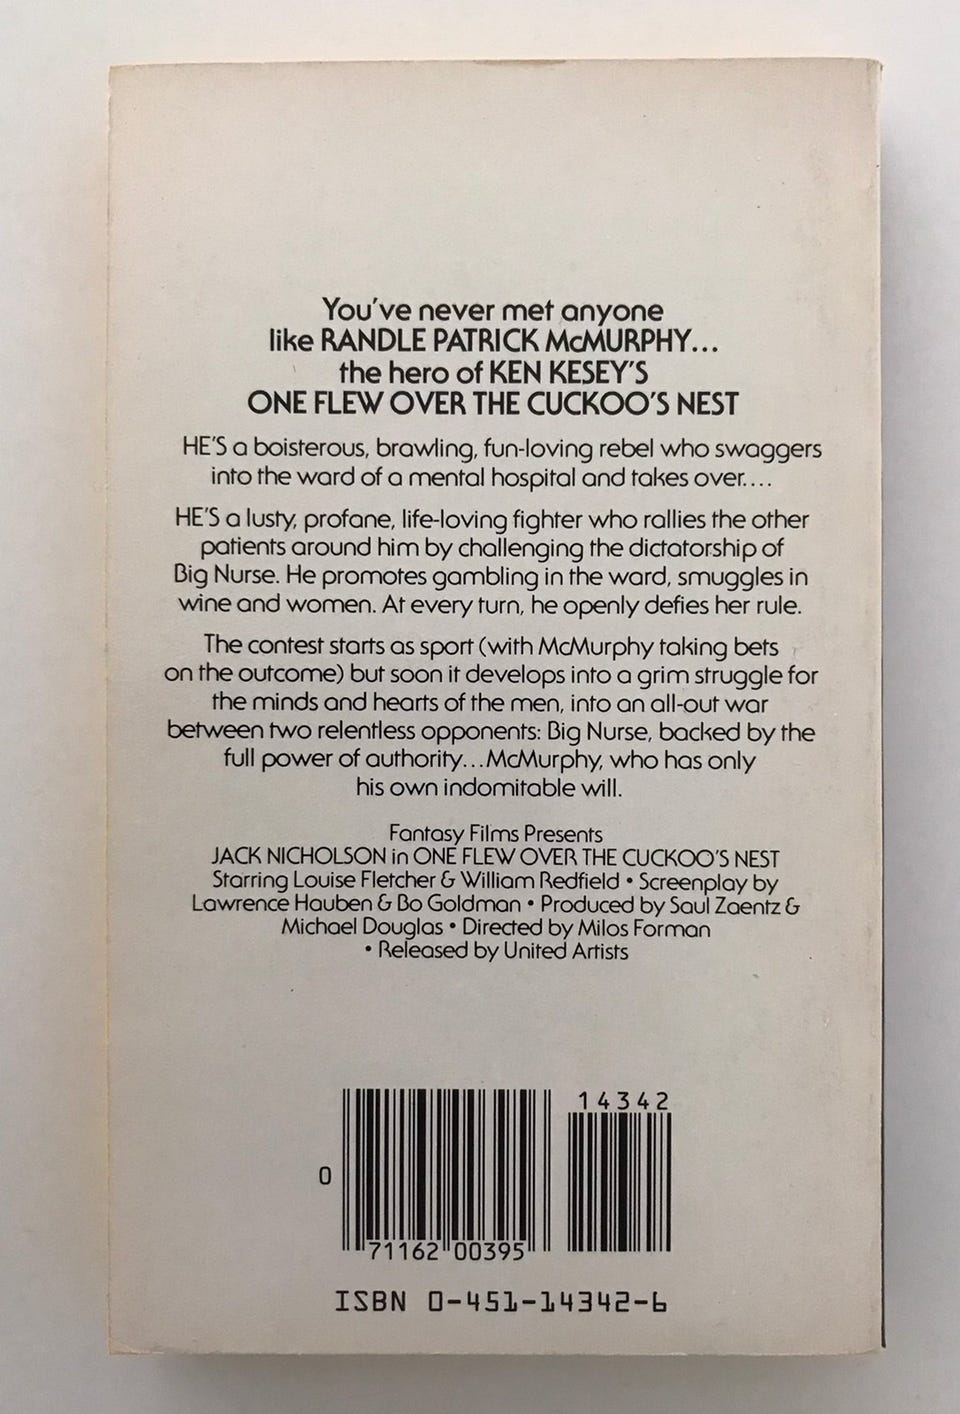 You've never met anyone
like RANDLE PATRICK McMURPHY...
the hero of KEN KESEY'S
ONE FLEW OVER THE CUCKOO'S NEST
HE'S a boisterous, brawling, fun-loving rebel who swaggers
into the ward of a mental hospital and takes over....
HE'S a lusty, profane, life-loving fighter who rallies the other
patients around him by challenging the dictatorship of
Big Nurse. He promotes gambling in the ward, smuggles in
wine and women. At every turn, he openly defies her rule.
The contest starts as sport (with McMurphy taking bets
on the outcome) but soon it develops into a grim struggle for
the minds and hearts of the men, into an all-out war
between two relentless opponents: Big Nurse, backed by the
full power of authority...McMurphy, who has only
his own indomitable will.
Fantasy Films Presents
JACK NICHOLSON in ONE FLEW OVER THE CUCKOO'S NEST
Starring Louise Fletcher & William Redfield • Screenplay by
Lawrence Hauben & Bo Goldman • Produced by Saul Zaentz &
Michael Douglas • Directed by Milos Forman
• Released by United Artists
14342
0
71162 00395
ISBN 0-451-14342-6